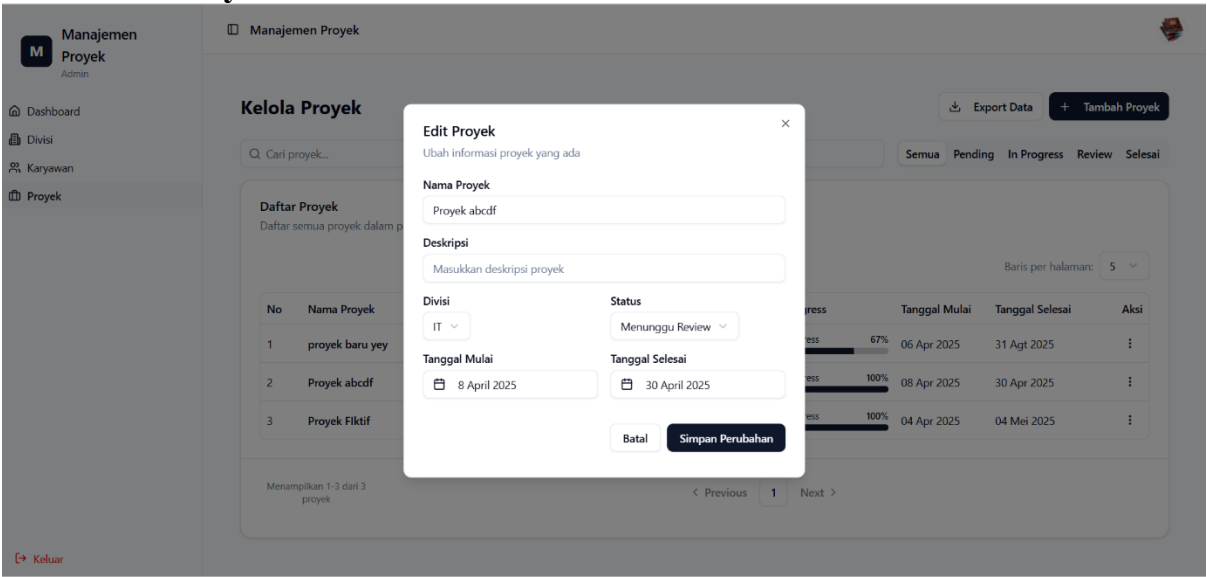 M
Manajemen
Proyek
Admin
Dashboard
Divisi
Karyawan
Proyek
Keluar
Manajemen Proyek
Kelola Proyek
Export Data
+ Tambah Proyek
Cari proyek...
Semua Pending In Progress Review Selesai
Daftar Proyek
Daftar semua proyek dalam
Baris per halaman: 5
No Nama Proyek Tanggal Mulai Tanggal Selesai Aksi
1 proyek baru yey 67% 06 Apr 2025 31 Agt 2025
2 Proyek abcdf 100% 08 Apr 2025 30 Apr 2025
3 Proyek FIktif 100% 04 Apr 2025 04 Mei 2025
Menampilkan 1-3 dari 3
proyek
< Previous 1 Next >
Edit Proyek
Ubah informasi proyek yang ada
Nama Proyek
Proyek abcdf
Deskripsi
Masukkan deskripsi proyek
Divisi Status
IT Menunggu Review
Tanggal Mulai Tanggal Selesai
8 April 2025 30 April 2025
Batal Simpan Perubahan